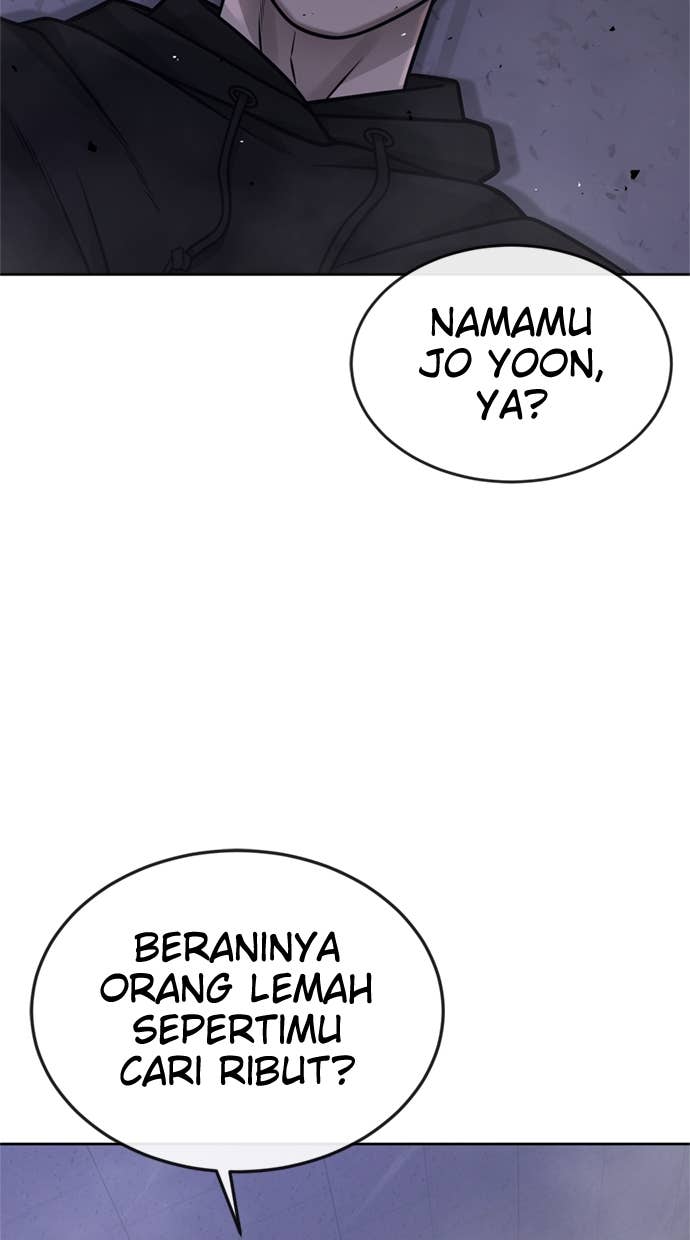 NAMAMU
JO YOON,
YA?
BERANINYA
ORANG LEMAH
SEPERTIMU
CARI RIBUT?